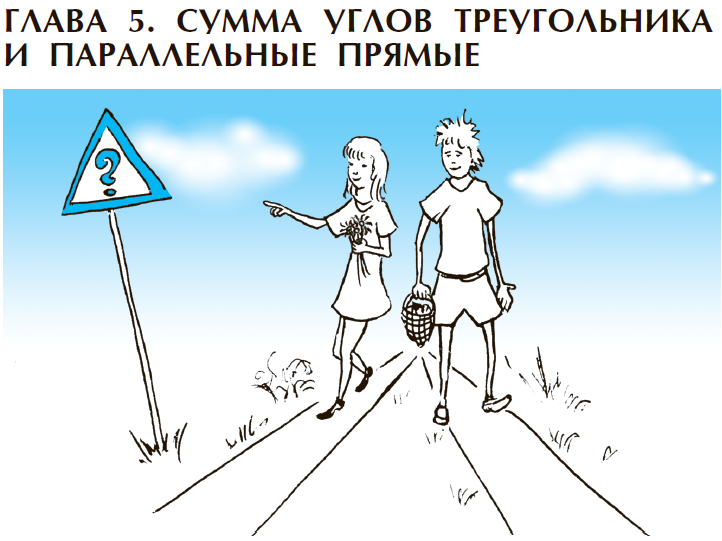 ГЛАВА 5. СУММА УГЛОВ ТРЕУГОЛЬНИКА
И ПАРАЛЛЕЛЬНЫЕ ПРЯМЫЕ
?